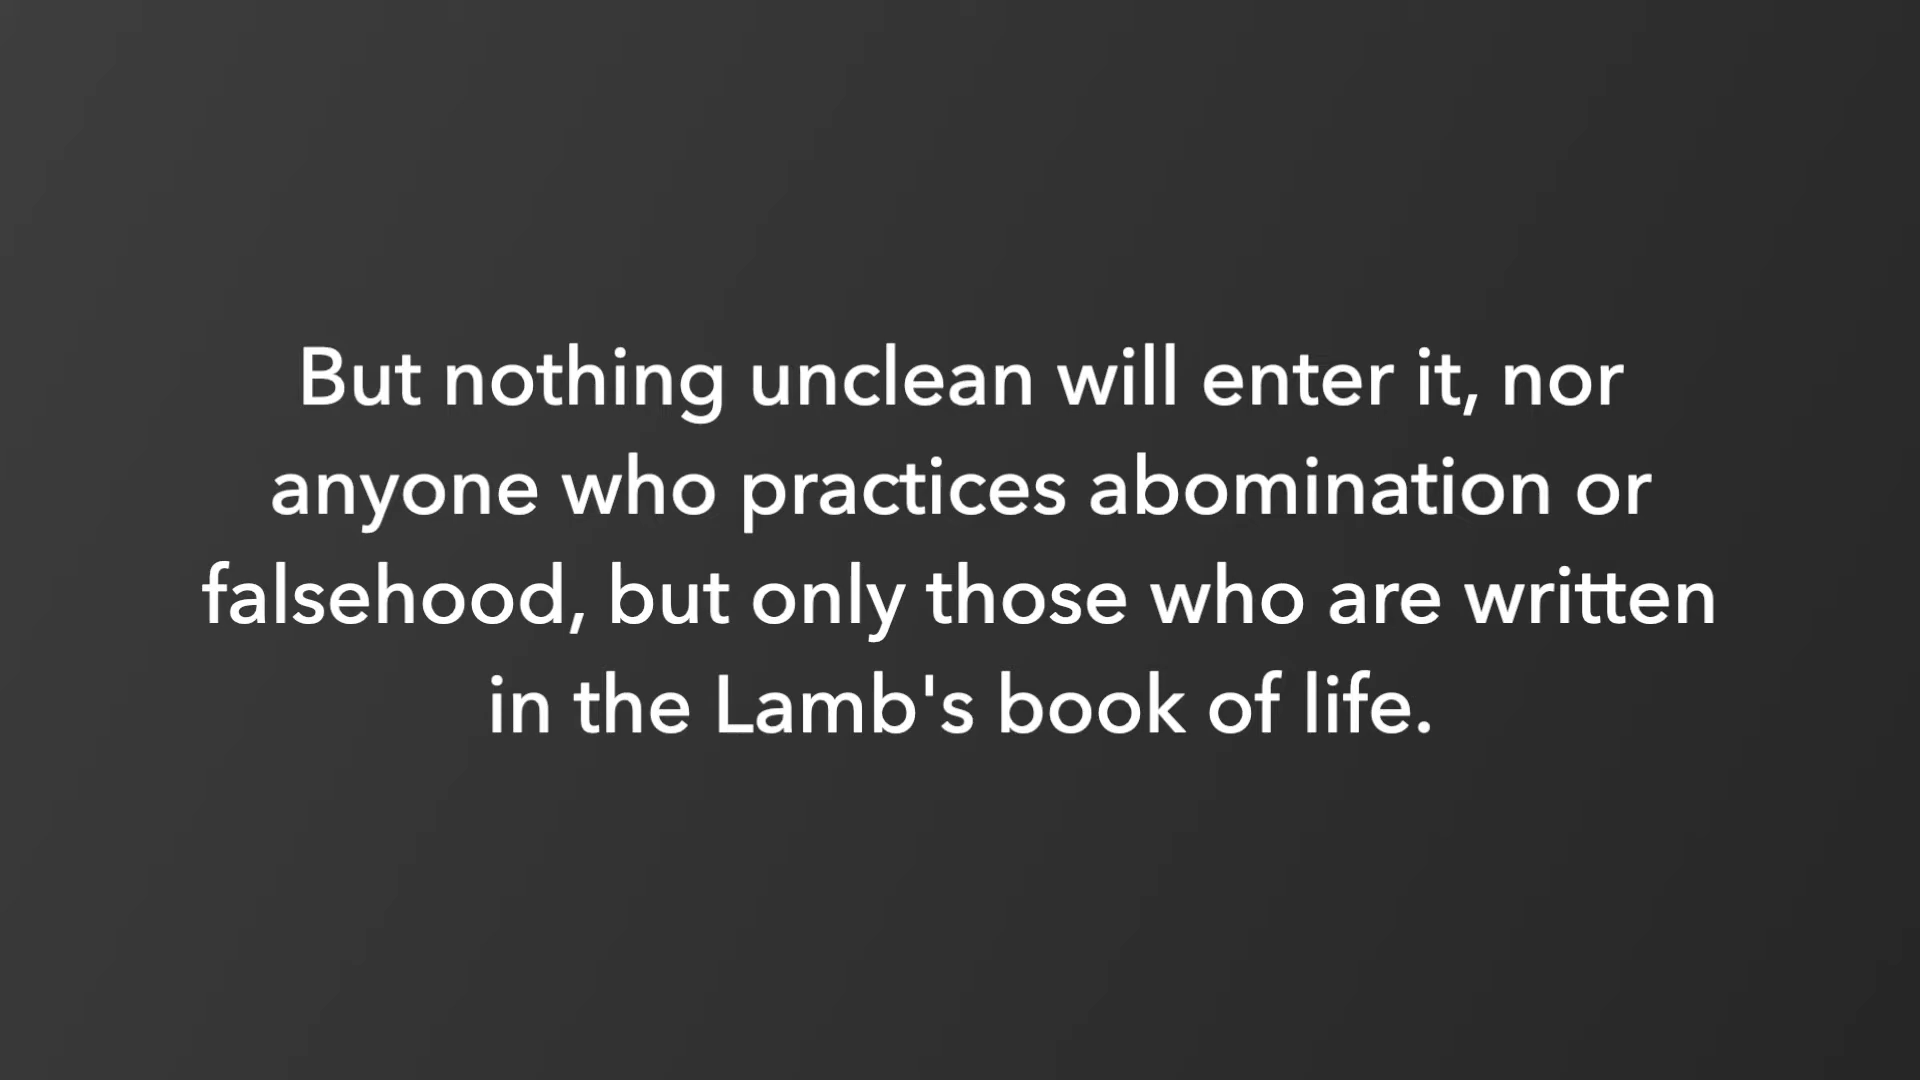 But nothing unclean will enter it, nor
anyone who practices abomination or
falsehood, but only those who are written
in the Lamb's book of life.